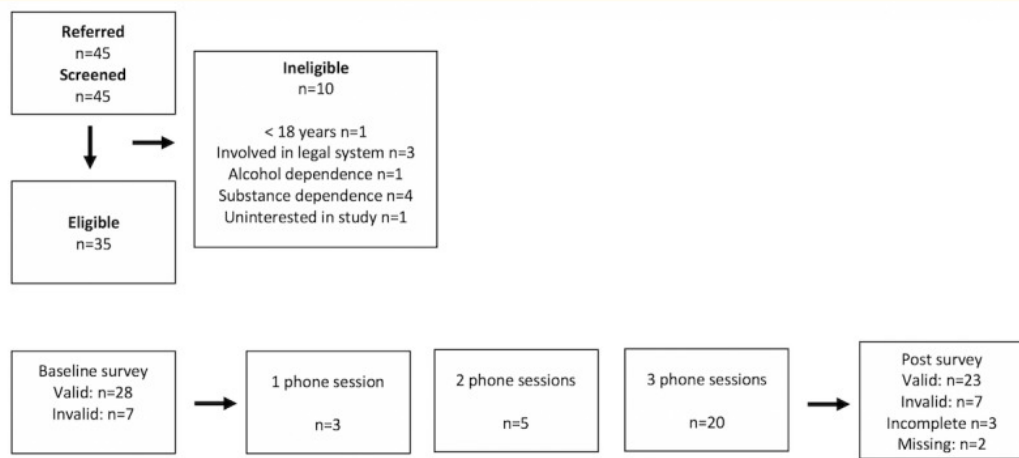 Referred
n=45
Screened
n=45
Ineligible
n=10
< 18 years n=1
Involved in legal system n=3
Alcohol dependence n=1
Substance dependence n=4
Uninterested in study n=1
Eligible
n=35
Baseline survey
Valid: n=28
Invalid: n=7
1 phone session
n=3
2 phone sessions
n=5
3 phone sessions
n=20
Post survey
Valid: n=23
Invalid: n=7
Incomplete n=3
Missing: n=2